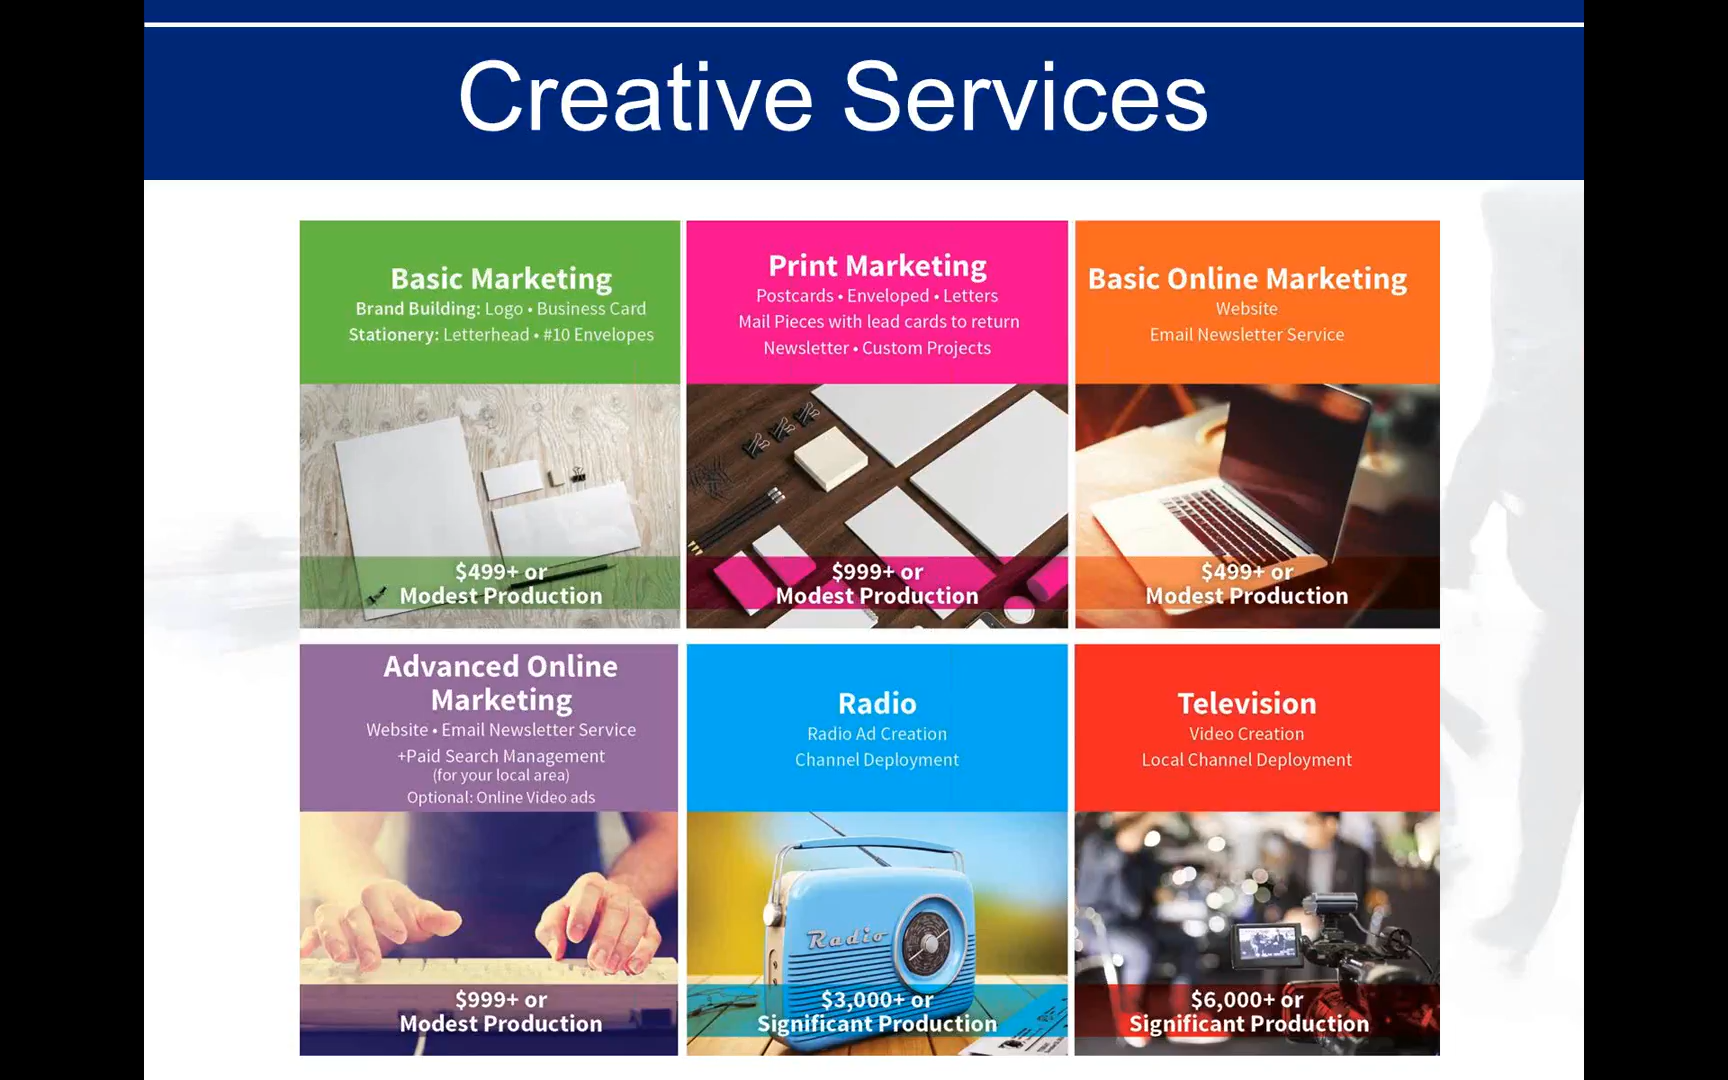 Creative Services
Basic Marketing
Brand Building: Logo • Business Card
Stationery: Letterhead • #10 Envelopes
$499+ or
Modest Production
Print Marketing
Postcards • Enveloped • Letters
Mail Pieces with lead cards to return
Newsletter • Custom Projects
$999+ or
Modest Production
Basic Online Marketing
Website
Email Newsletter Service
$499+ or
Modest Production
Advanced Online
Marketing
Website • Email Newsletter Service
+Paid Search Management
(for your local area)
Optional: Online Video ads
$999+ or
Modest Production
Radio
Radio Ad Creation
Channel Deployment
Radio
$3,000+ or
Significant Production
Television
Video Creation
Local Channel Deployment
$6,000+ or
Significant Production